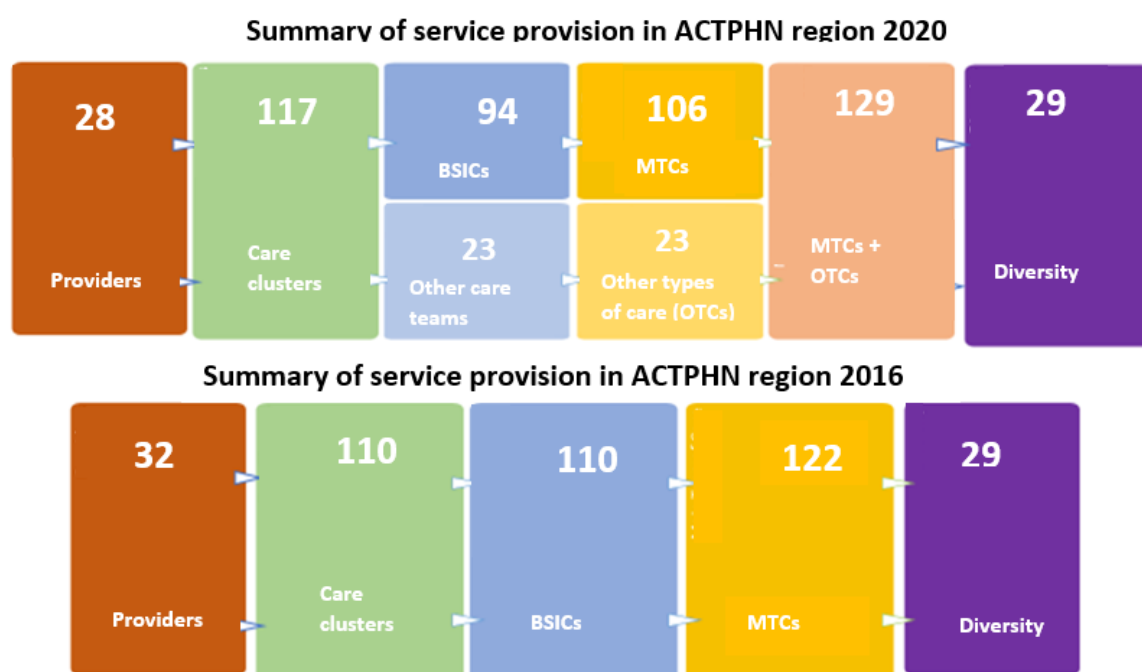 Summary of service provision in ACTPHN region 2020
28
Providers
117
Care
clusters
94
BSICs
23
Other care
teams
106
MTCs
23
Other types
of care (OTCs)
129
MTCs +
OTCs
29
Diversity
Summary of service provision in ACTPHN region 2016
32
Providers
110
Care
clusters
110
BSICs
122
MTCs
29
Diversity